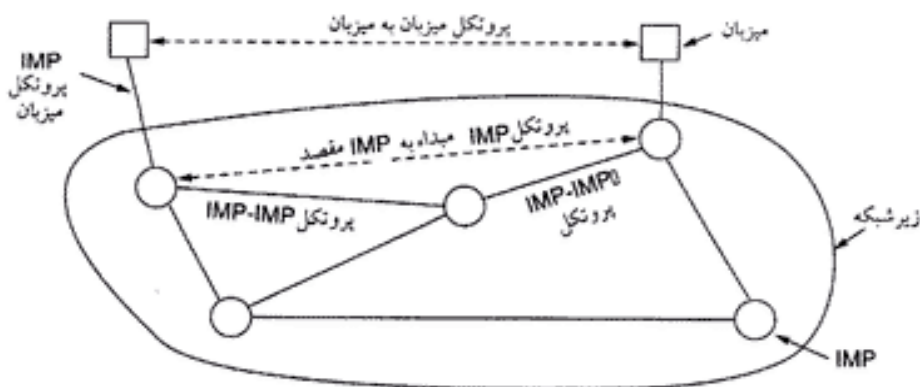 پروتکل میزبان به میزبان
میزبان
IMP
پروتکل
میزبان
پروتکل IMP مبداء به IMP مقصد
پروتکل IMP-IMP
IMP-IMP
پروتکل
زیرشبکه
IMP